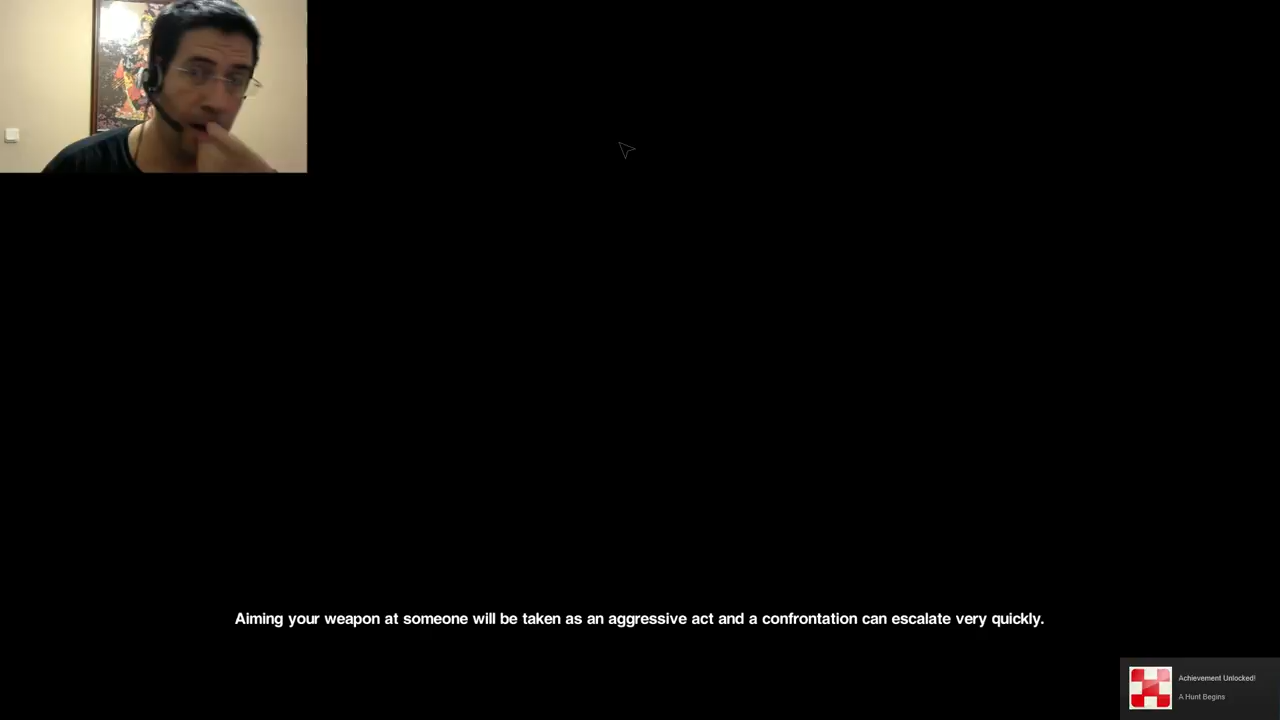 Aiming your weapon at someone will be taken as an aggressive act and a confrontation can escalate very quickly.
Achievement Unlocked!
A Hunt Begins